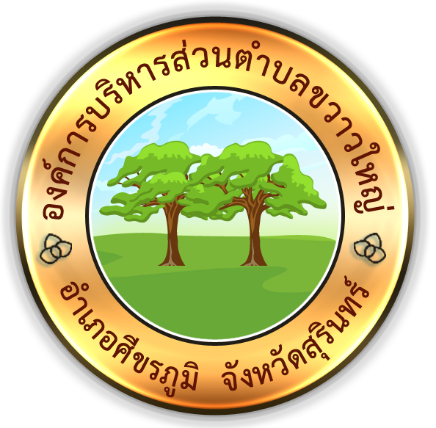 องค์การบริหารส่วนตำบลขวาวใหญ่
อำเภอศีขรภูมิ จังหวัดสุรินทร์